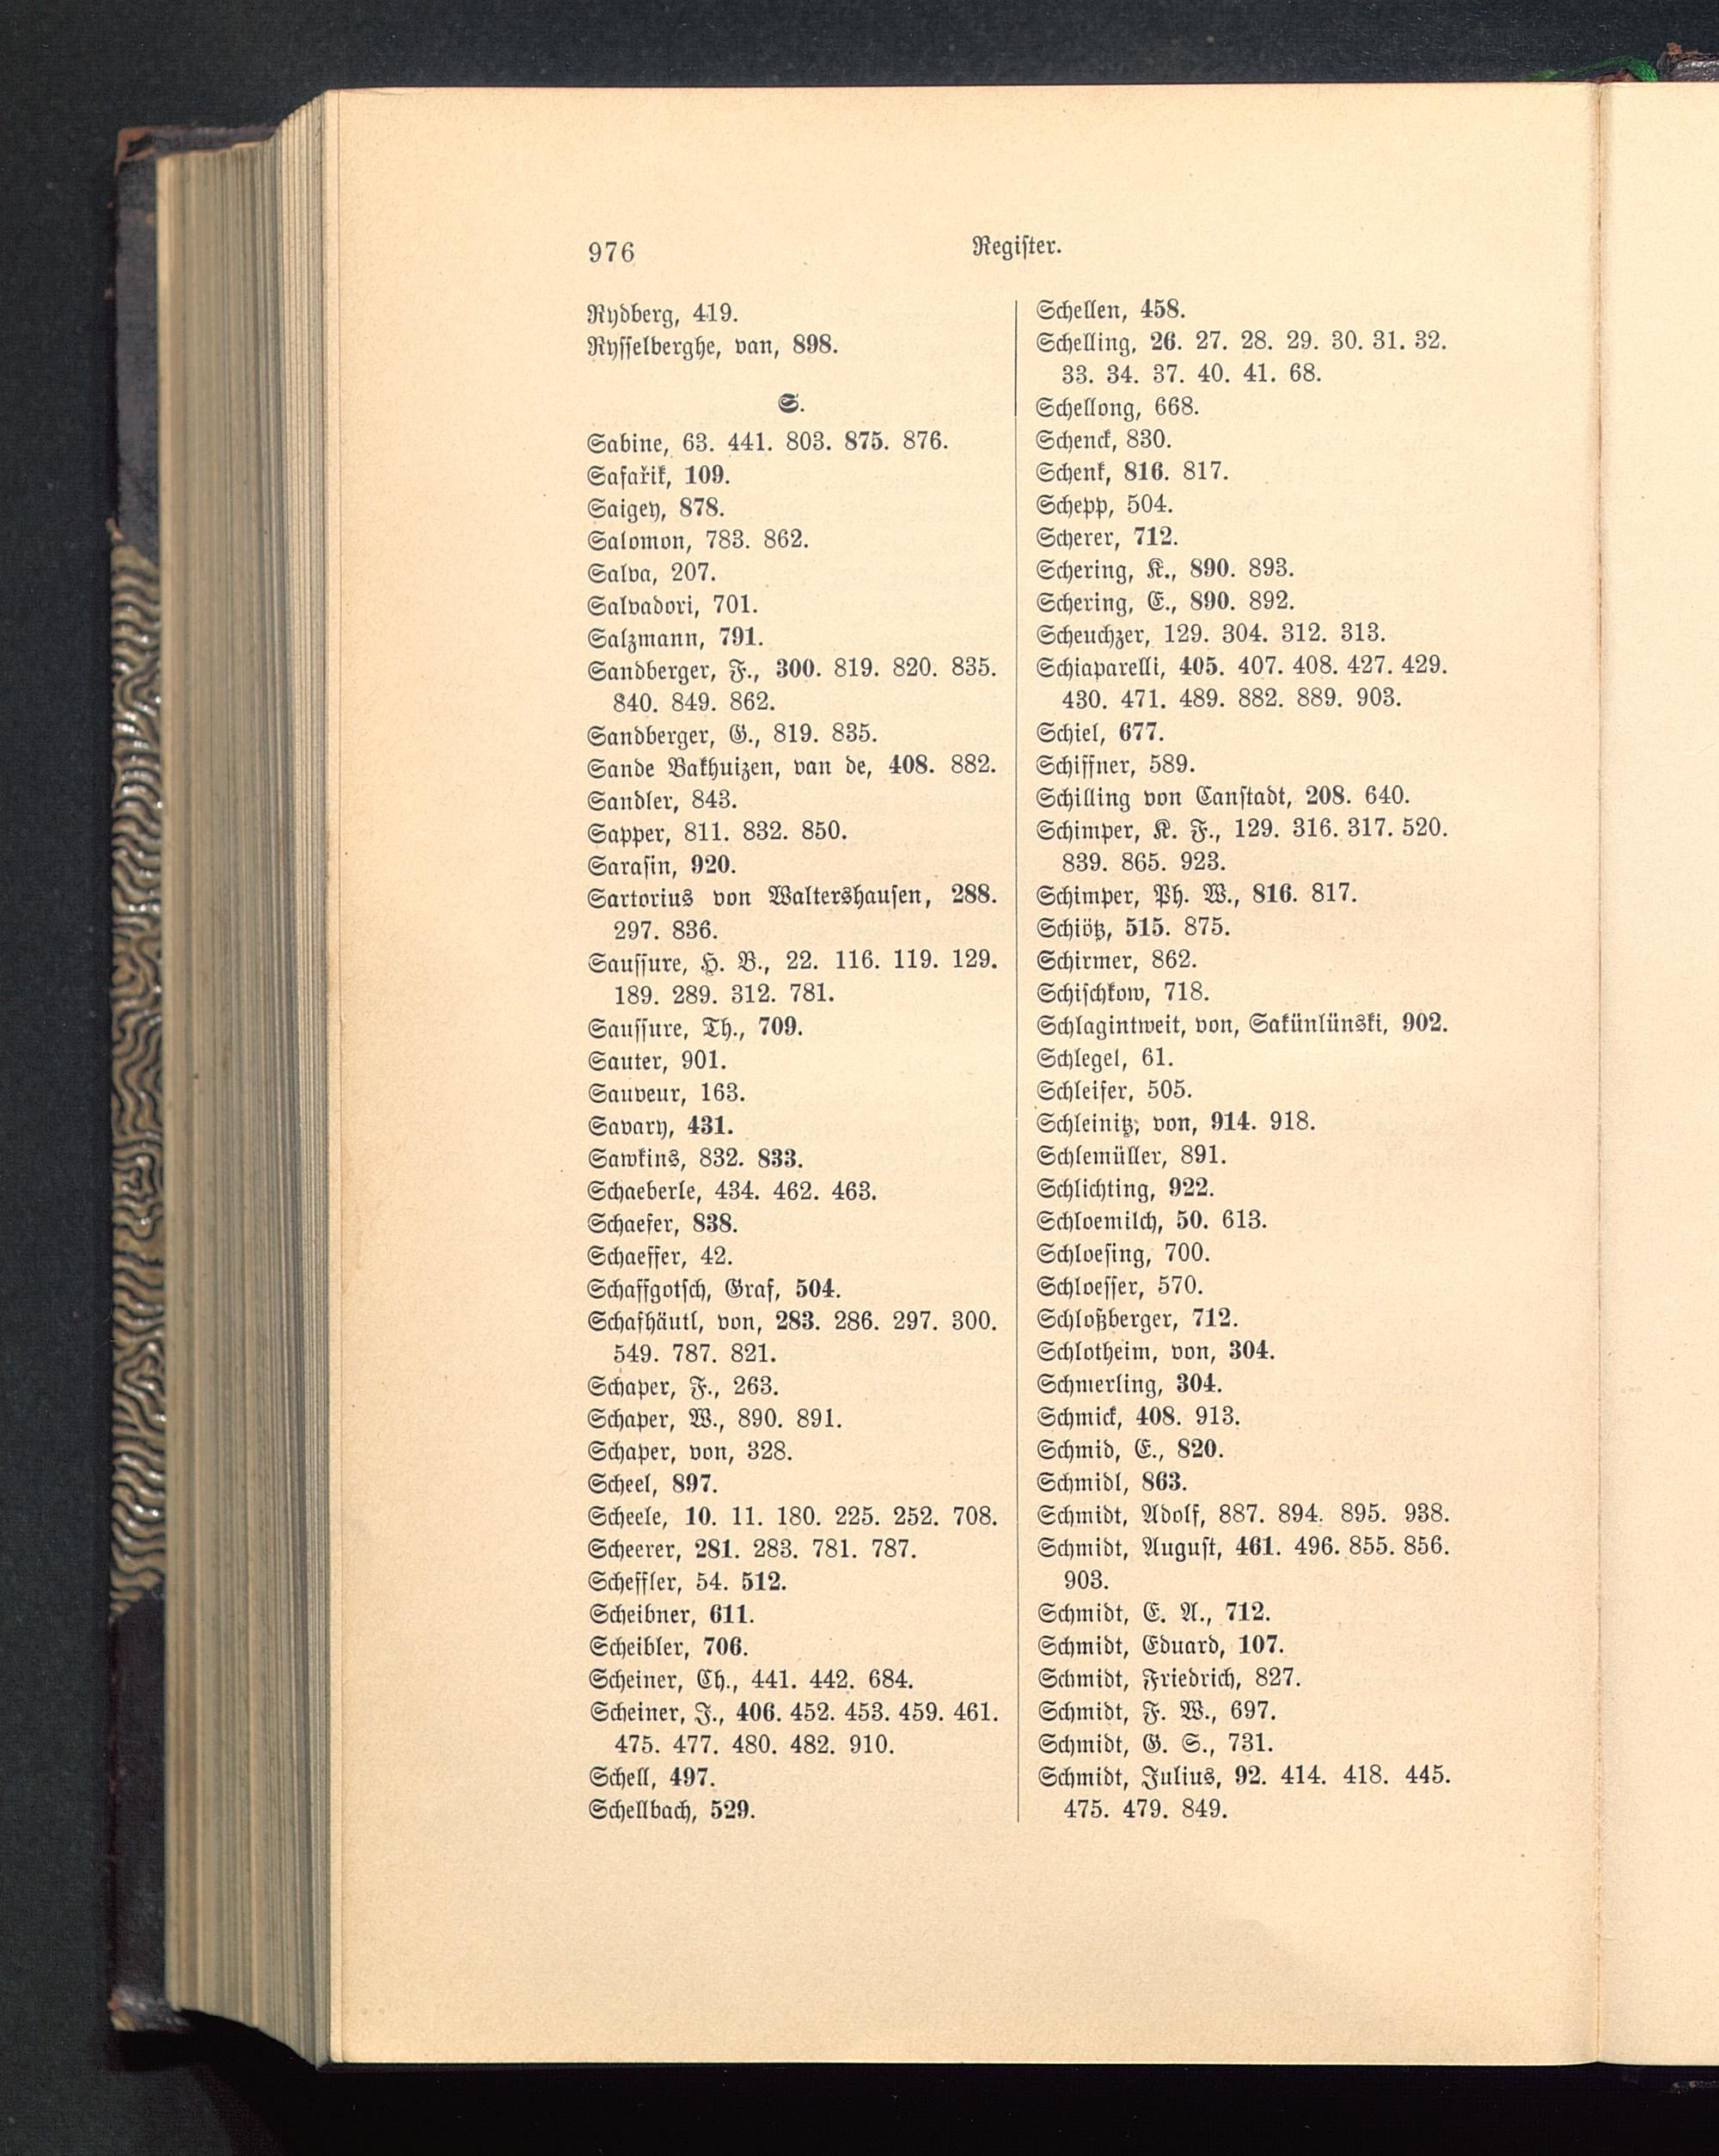 976
Register.
Rydberg, 419.
Rysselberghe, van, 898.
S.
Sabine, 63. 441. 803. 875. 876.
Safařik, 109.
Saigey, 878.
Salomon, 783. 862.
Salva, 207.
Salvadori, 701.
Salzmann, 791.
Sandberger, F., 300. 819. 820. 835.
840. 849. 862.
Sandberger, G., 819. 835.
Sande Bakhuizen, van de, 408. 882.
Sandler, 843.
Sapper, 811. 832. 850.
Sarasin, 920.
Sartorius von Waltershausen, 288.
297. 836.
Saussure, H. B., 22. 116. 119. 129.
189. 289. 312. 781.
Saussure, Th., 709.
Sauter, 901.
Sauveur, 163.
Savary, 431.
Sawkins, 832. 833.
Schaeberle, 434. 462. 463.
Schaefer, 838.
Schaeffer, 42.
Schaffgotsch, Graf, 504.
Schafhäutl, von, 283. 286. 297. 300.
549. 787. 821.
Schaper, F., 263.
Schaper, W., 890. 891.
Schaper, von, 328.
Scheel, 897.
Scheele, 10. 11. 180. 225. 252. 708.
Scheerer, 281. 283. 781. 787.
Scheffler, 54. 512.
Scheibner, 611.
Scheibler, 706.
Scheiner, Ch., 441. 442. 684.
Scheiner, J., 406. 452. 453. 459. 461.
475. 477. 480. 482. 910.
Schell, 497.
Schellbach, 529.
Schellen, 458.
Schelling, 26. 27. 28. 29. 30. 31. 32.
33. 34. 37. 40. 41. 68.
Schellong, 668.
Schenck, 830.
Schenk, 816. 817.
Schepp, 504.
Scherer, 712.
Schering, K., 890. 893.
Schering, E., 890. 892.
Scheuchzer, 129. 304. 312. 313.
Schiaparelli, 405. 407. 408. 427. 429.
430. 471. 489. 882. 889. 903.
Schiel, 677.
Schiffner, 589.
Schilling von Canstadt, 208. 640.
Schimper, K. F., 129. 316. 317. 520.
839. 865. 923.
Schimper, Ph. W., 816. 817.
Schiötz, 515. 875.
Schirmer, 862.
Schischkow, 718.
Schlagintweit, von, Sakünlünski, 902.
Schlegel, 61.
Schleifer, 505.
Schleinitz, von, 914. 918.
Schlemüller, 891.
Schlichting, 922.
Schloemilch, 50. 613.
Schloesing, 700.
Schloesser, 570.
Schloßberger, 712.
Schlotheim, von, 304.
Schmerling, 304.
Schmick, 408. 913.
Schmid, E., 820.
Schmidl, 863.
Schmidt, Adolf, 887. 894. 895. 938.
Schmidt, August, 461. 496. 855. 856.
903.
Schmidt, C. A., 712.
Schmidt, Eduard, 107.
Schmidt, Friedrich, 827.
Schmidt, F. W., 697.
Schmidt, G. S., 731.
Schmidt, Julius, 92. 414. 418. 445.
475. 479. 849.